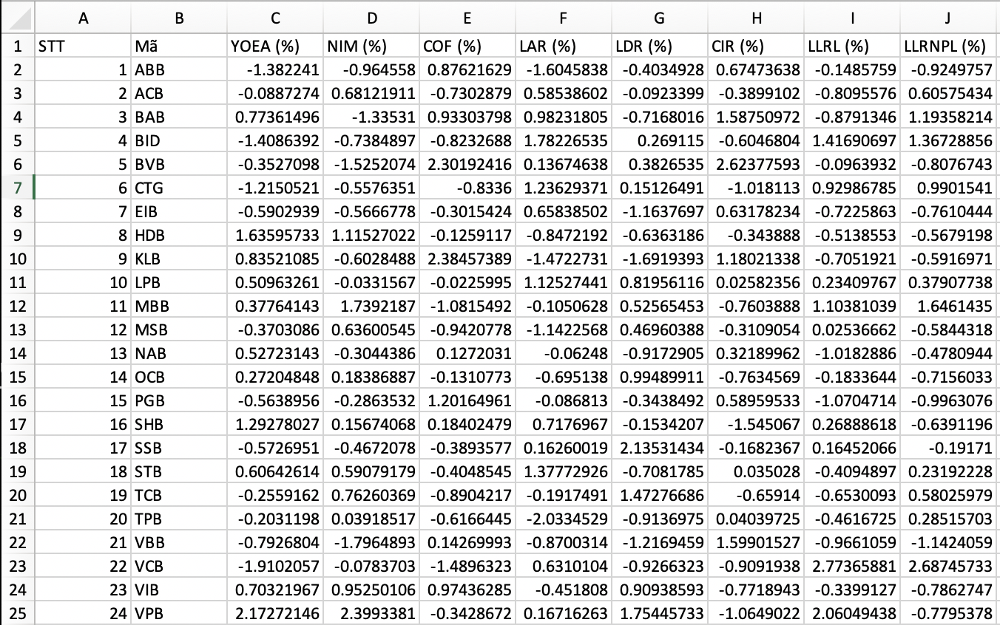 A B C D E F G H I J
1 STT Mã YOEA (%) NIM (%) COF (%) LAR (%) LDR (%) CIR (%) LLRL (%) LLRNPL (%)
2 1 ABB -1.382241 -0.964558 0.87621629 -1.6045838 -0.4034928 0.67473638 -0.1485759 -0.9249757
3 2 ACB -0.0887274 0.68121911 -0.7302879 0.58538602 -0.0923399 -0.3899102 -0.8095576 0.60575434
4 3 BAB 0.77361496 -1.33531 0.93303798 0.98231805 -0.7168016 1.58750972 -0.8791346 1.19358214
5 4 BID -1.4086392 -0.7384897 -0.8232688 1.78226535 0.269115 -0.6046804 1.41690697 1.36728856
6 5 BVB -0.3527098 -1.5252074 2.30192416 0.13674638 0.3826535 2.62377593 -0.0963932 -0.8076743
7 6 CTG -1.2150521 -0.5576351 -0.8336 1.23629371 0.15126491 -1.018113 0.92986785 0.9901541
8 7 EIB -0.5902939 -0.5666778 -0.3015424 0.65838502 -1.1637697 0.63178234 -0.7225863 -0.7610444
9 8 HDB 1.63595733 1.11527022 -0.1259117 -0.8472192 -0.6363186 -0.343888 -0.5138553 -0.5679198
10 9 KLB 0.83521085 -0.6028488 2.38457389 -1.4722731 -1.6919393 1.18021338 -0.7051921 -0.5916971
11 10 LPB 0.50963261 -0.0331567 -0.0225995 1.12527441 0.81956116 0.02582356 0.23409767 0.37907738
12 11 MBB 0.37764143 1.7392187 -1.0815492 -0.1050628 0.52565453 -0.7603888 1.10381039 1.6461435
13 12 MSB -0.3703086 0.63600545 -0.9420778 -1.1422568 0.46960388 -0.3109054 0.02536662 -0.5844318
14 13 NAB 0.52723143 -0.3044386 0.1272031 -0.06248 -0.9172905 0.32189962 -1.0182886 -0.4780944
15 14 OCB 0.27204848 0.18386887 -0.1310773 -0.695138 0.99489911 -0.7634569 -0.1833644 -0.7156033
16 15 PGB -0.5638956 -0.2863532 1.20164961 -0.086813 -0.3438492 0.58959533 -1.0704714 -0.9963076
17 16 SHB 1.29278027 0.15674068 0.18402479 0.7176967 -0.1534207 -1.545067 0.26888618 -0.6391196
18 17 SSB -0.5726951 -0.4672078 -0.3893577 0.16260019 2.13531434 -0.1682367 0.16452066 -0.19171
19 18 STB 0.60642614 0.59079179 -0.4048545 1.37772926 -0.7081785 0.035028 -0.4094897 0.23192228
20 19 TCB -0.2559162 0.76260369 -0.8904217 -0.1917491 1.47276686 -0.65914 -0.6530093 0.58025979
21 20 TPB -0.2031198 0.03918517 -0.6166445 -2.0334529 -0.9136975 0.04039725 -0.4616725 0.28515703
22 21 VBB -0.7926804 -1.7964893 0.14269993 -0.8700314 -1.2169459 1.59901527 -0.9661059 -1.1424059
23 22 VCB -1.9102057 -0.0783703 -1.4896323 0.6310104 -0.9266323 -0.9091938 2.77365881 2.68745733
24 23 VIB 0.70321967 0.95250106 0.97436285 -0.451808 0.90938593 -0.7718943 -0.3399127 -0.7862747
25 24 VPB 2.17272146 2.3993381 -0.3428672 0.16716263 1.75445733 -1.0649022 2.06049438 -0.7795378